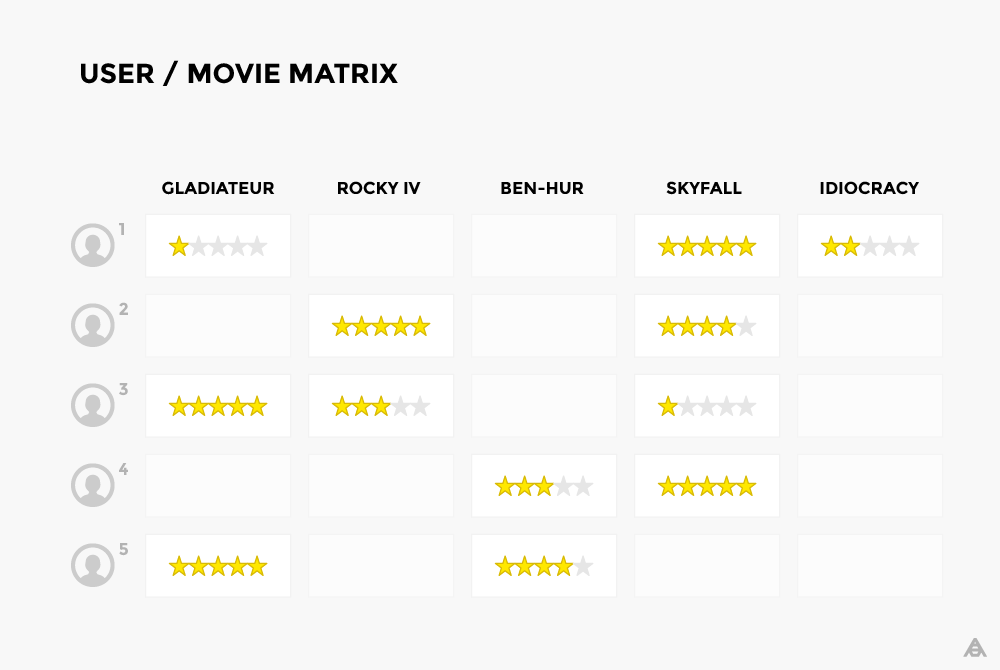 USER / MOVIE MATRIX
GLADIATEUR ROCKY IV BEN-HUR SKYFALL IDIOCRACY
1
2
3
4
5